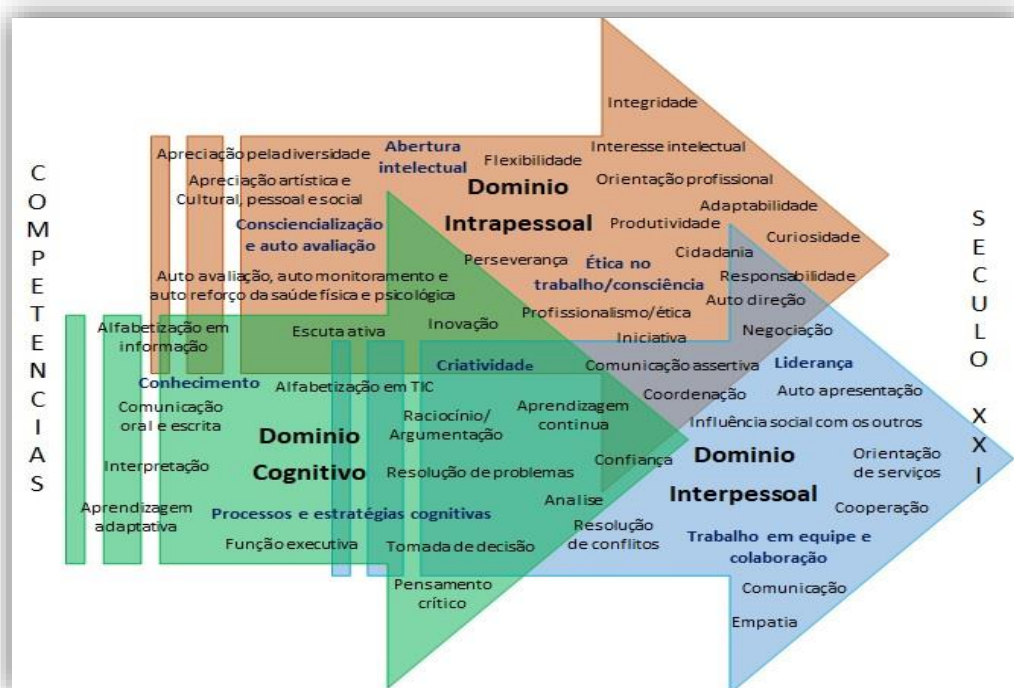 COMPETENCIAS
Integridade
Apreciação pela diversidade
Abertura
intelectual
Flexibilidade
Interesse intelectual
Apreciação artística e
Cultural, pessoal e social
Dominio
Intrapessoal
Orientação profissional
Adaptabilidade
Consciencialização
e auto avaliação
Produtividade
Curiosidade
Cidadania
Perseverança
Ética no
trabalho/consciência
Responsabilidade
Auto avaliação, auto monitoramento e
auto reforço da saúde física e psicológica
Auto direção
Profissionalismo/ética
Alfabetização em
informação
Escuta ativa
Inovação
Iniciativa
Negociação
Criatividade
Comunicação assertiva
Liderança
Conhecimento
Alfabetização em TIC
Coordenação
Auto apresentação
Comunicação
oral e escrita
Raciocínio/
Argumentação
Aprendizagem
continua
Influência social com os outros
Dominio
Cognitivo
Interpretação
Resolução de problemas
Confiança
Dominio
Interpessoal
Orientação
de serviços
Aprendizagem
adaptativa
Processos e estratégias cognitivas
Analise
Cooperação
Resolução
de conflitos
Função executiva
Tomada de decisão
Trabalho em equipe e
colaboração
Pensamento
crítico
Comunicação
Empatia
SECULO XXI